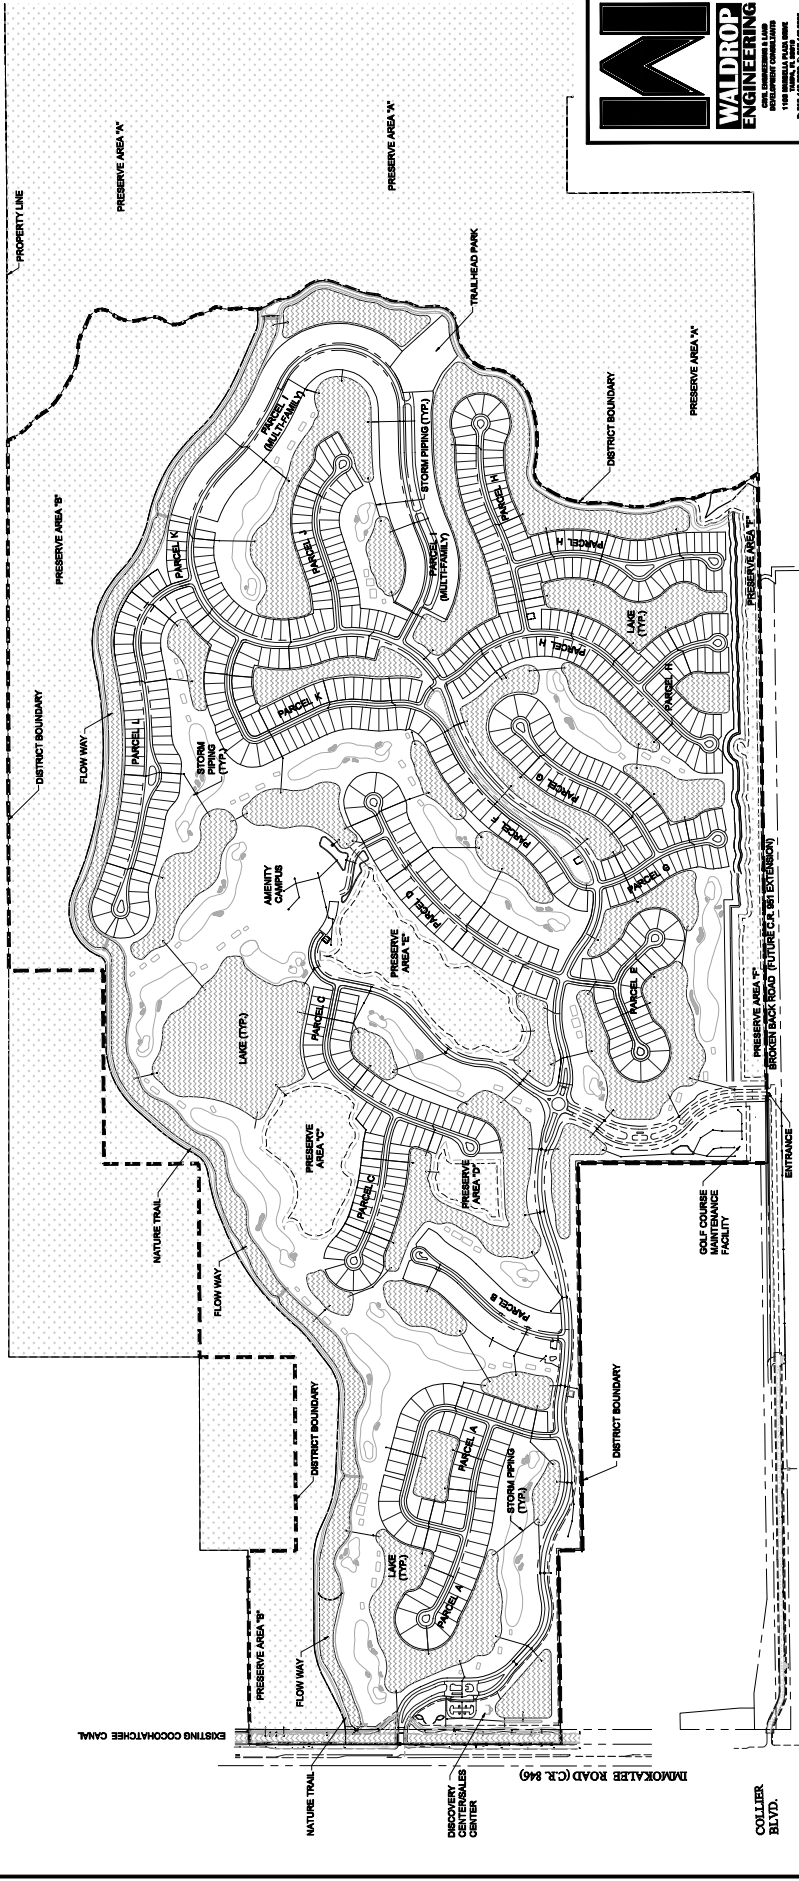 WALDROP
ENGINEERING
CIVIL ENGINEERING & LAND
DEVELOPMENT CONSULTANTS
PROPERTY LINE
PRESERVE AREA "A"
PRESERVE AREA "A"
TRAILHEAD PARK
PRESERVE AREA "A"
DISTRICT BOUNDARY
PARCEL I
(MULTI-FAMILY)
STORM PIPING (TYP.)
PARCEL H
PRESERVE AREA "B"
PARCEL K
PARCEL J
PARCEL I
(MULTI-FAMILY)
PARCEL H
PRESERVE AREA "F"
LAKE
(TYP.)
PARCEL H
PARCEL H
DISTRICT BOUNDARY
FLOW WAY
PARCEL L
STORM
PIPING
(TYP.)
PARCEL K
PARCEL G
PARCEL F
PARCEL G
AMENITY
CAMPUS
PARCEL D
PRESERVE
AREA "E"
PARCEL E
PRESERVE AREA "F"
BROKEN BACK ROAD (FUTURE C.R. 951 EXTENSION)
LAKE (TYP.)
PARCEL C
PRESERVE
AREA "C"
PARCEL C
PRESERVE
AREA "D"
NATURE TRAIL
FLOW WAY
GOLF COURSE
MAINTENANCE
FACILITY
ENTRANCE
PARCEL B
DISTRICT BOUNDARY
DISTRICT BOUNDARY
PARCEL A
STORM PIPING
(TYP.)
LAKE
(TYP.)
PARCEL A
PRESERVE AREA "B"
FLOW WAY
EXISTING COCOHATCHEE CANAL
NATURE TRAIL
DISCOVERY
CENTER/SALES
CENTER
IMMOKALEE ROAD (C.R. 846)
COLLIER
BLVD.